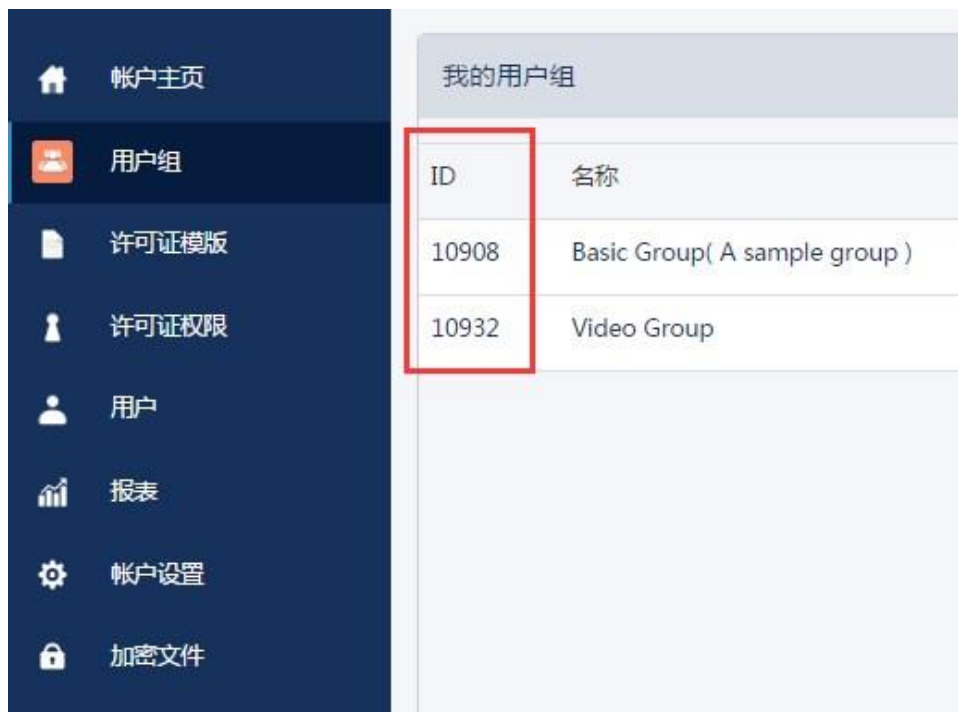 帐户主页
用户组
许可证模版
许可证权限
用户
报表
帐户设置
加密文件
我的用户组
ID 名称
10908 Basic Group( A sample group )
10932 Video Group